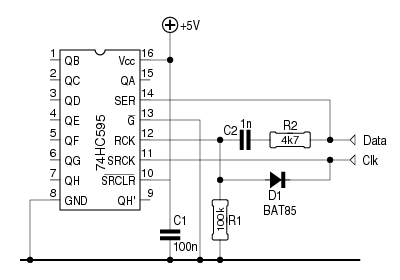 +5V
1 QB Vcc 16
2 QC QA 15
3 QD SER 14
4 QE G 13
5 QF RCK 12
6 QG SRCK 11
7 QH SRCLR 10
8 GND QH' 9
74HC595
C2 1n
R2
4k7
Data
Clk
D1
BAT85
100k
R1
C1
100n